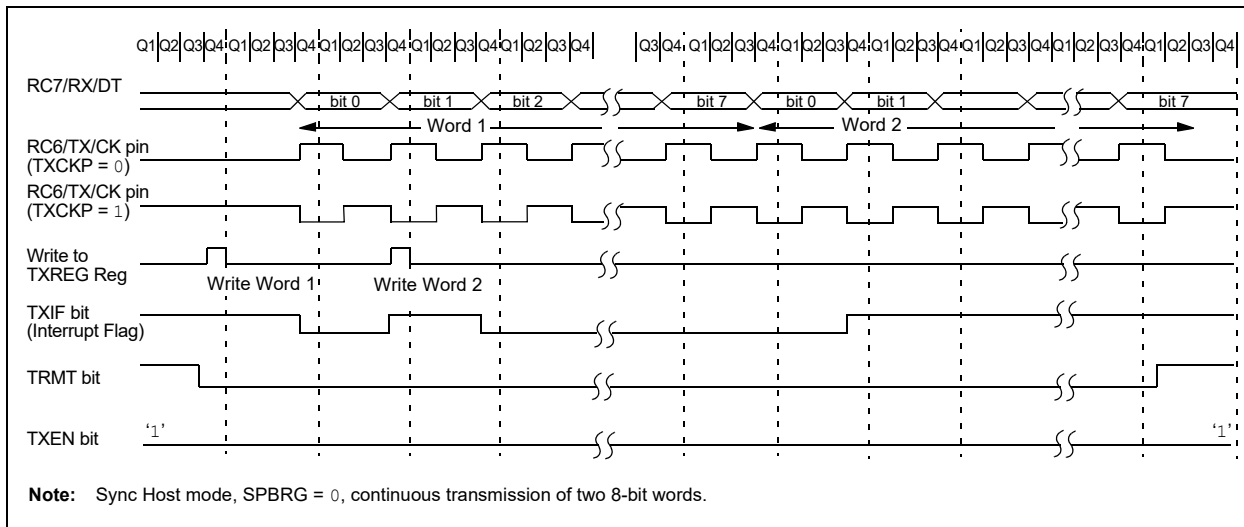 Q1 Q2 Q3 Q4 Q1 Q2 Q3 Q4 Q1 Q2 Q3 Q4 Q1 Q2 Q3 Q4 Q1 Q2 Q3 Q4 Q3 Q4 Q1 Q2 Q3 Q4 Q1 Q2 Q3 Q4 Q1 Q2 Q3 Q4 Q1 Q2 Q3 Q4 Q1 Q2 Q3 Q4 Q1 Q2 Q3 Q4
RC7/RX/DT
bit 0 bit 1 bit 2 bit 7 bit 0 bit 1 bit 7
Word 1 Word 2
RC6/TX/CK pin
(TXCKP = 0)
RC6/TX/CK pin
(TXCKP = 1)
Write to
TXREG Reg
Write Word 1 Write Word 2
TXIF bit
(Interrupt Flag)
TRMT bit
TXEN bit
‘1’ ‘1’
Note: Sync Host mode, SPBRG = 0, continuous transmission of two 8-bit words.